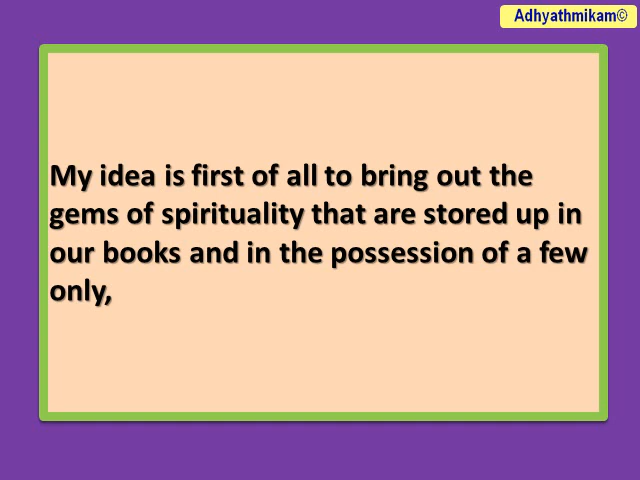 Adhyathmikam©
My idea is first of all to bring out the
gems of spirituality that are stored up in
our books and in the possession of a few
only,